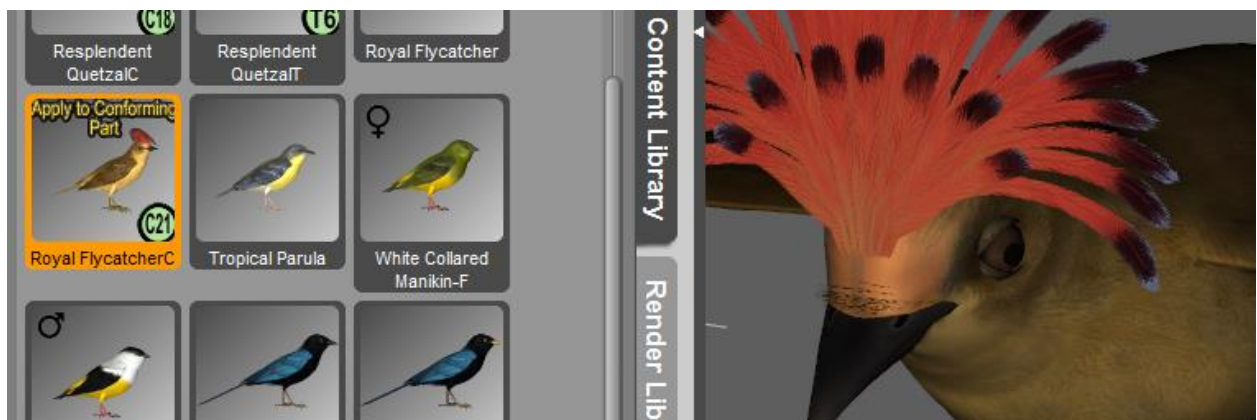 C18
T6
Resplendent
QuetzalC
Resplendent
QuetzalT
Royal Flycatcher
Apply to Conforming
Part
C21
Royal FlycatcherC
Tropical Parula
White Collared
Manikin-F
Content Library
Render Lib